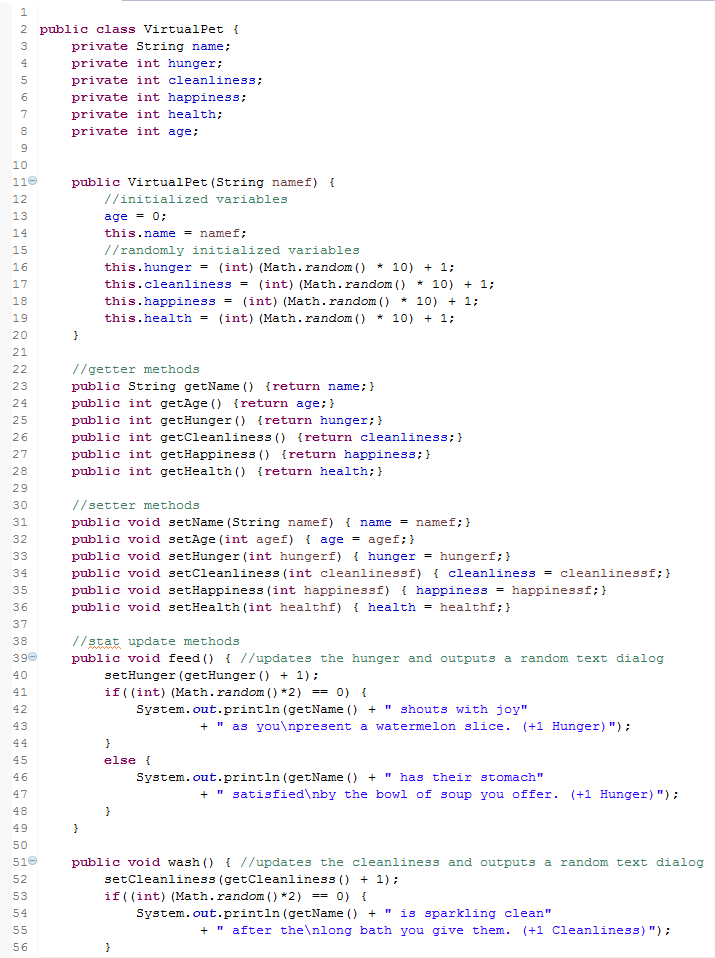 1
2 public class VirtualPet {
3     private String name;
4     private int hunger;
5     private int cleanliness;
6     private int happiness;
7     private int health;
8     private int age;
9
10
11     public VirtualPet(String namef) {
12         //initialized variables
13         age = 0;
14         this.name = namef;
15         //randomly initialized variables
16         this.hunger = (int)(Math.random() * 10) + 1;
17         this.cleanliness = (int)(Math.random() * 10) + 1;
18         this.happiness = (int)(Math.random() * 10) + 1;
19         this.health = (int)(Math.random() * 10) + 1;
20     }
21
22     //getter methods
23     public String getName() {return name;}
24     public int getAge() {return age;}
25     public int getHunger() {return hunger;}
26     public int getCleanliness() {return cleanliness;}
27     public int getHappiness() {return happiness;}
28     public int getHealth() {return health;}
29
30     //setter methods
31     public void setName(String namef) { name = namef;}
32     public void setAge(int agef) { age = agef;}
33     public void setHunger(int hungerf) { hunger = hungerf;}
34     public void setCleanliness(int cleanlinessf) { cleanliness = cleanlinessf;}
35     public void setHappiness(int happinessf) { happiness = happinessf;}
36     public void setHealth(int healthf) { health = healthf;}
37
38     //stat update methods
39     public void feed() { //updates the hunger and outputs a random text dialog
40         setHunger(getHunger() + 1);
41         if((int)(Math.random()*2) == 0) {
42             System.out.println(getName() + " shouts with joy"
43                     + " as you\npresent a watermelon slice. (+1 Hunger)");
44         }
45         else {
46             System.out.println(getName() + " has their stomach"
47                     + " satisfied\nby the bowl of soup you offer. (+1 Hunger)");
48         }
49     }
50
51     public void wash() { //updates the cleanliness and outputs a random text dialog
52         setCleanliness(getCleanliness() + 1);
53         if((int)(Math.random()*2) == 0) {
54             System.out.println(getName() + " is sparkling clean"
55                     + " after the\nlong bath you give them. (+1 Cleanliness)");
56         }